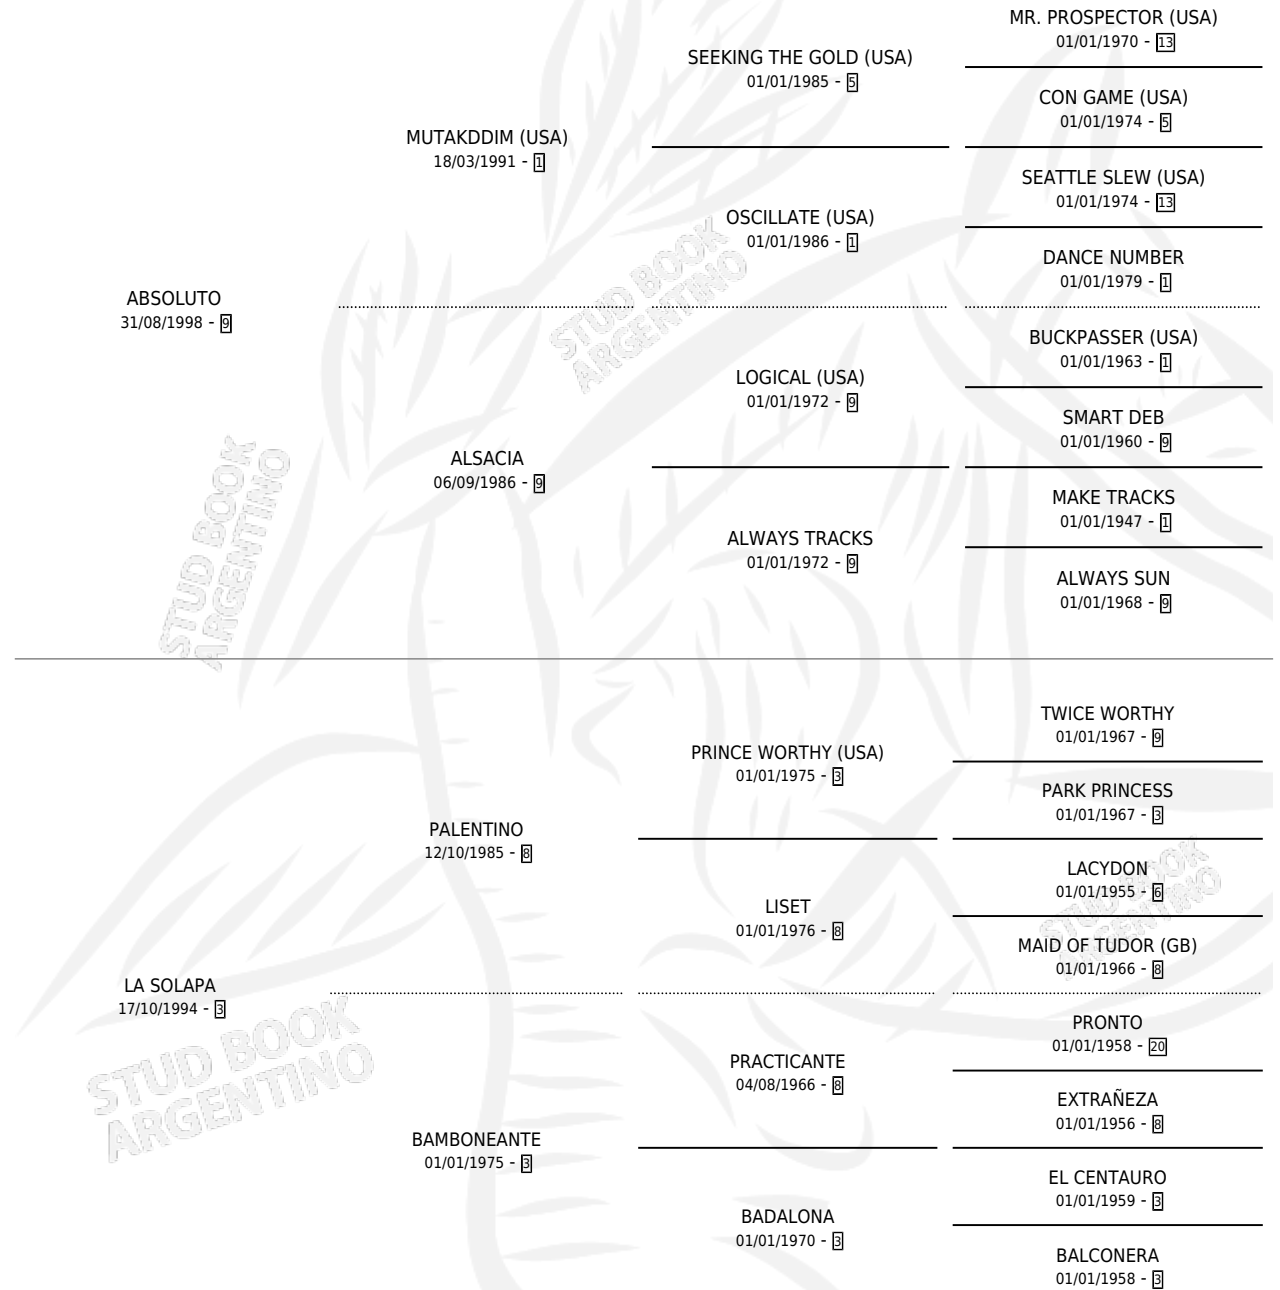 MR. PROSPECTOR (USA)
01/01/1970 - 13
SEEKING THE GOLD (USA)
01/01/1985 - 5
CON GAME (USA)
01/01/1974 - 5
MUTAKDDIM (USA)
18/03/1991 - 1
SEATTLE SLEW (USA)
01/01/1974 - 13
OSCILLATE (USA)
01/01/1986 - 1
DANCE NUMBER
01/01/1979 - 1
ABSOLUTO
31/08/1998 - 9
BUCKPASSER (USA)
01/01/1963 - 1
LOGICAL (USA)
01/01/1972 - 9
SMART DEB
01/01/1960 - 9
ALSACIA
06/09/1986 - 9
MAKE TRACKS
01/01/1947 - 1
ALWAYS TRACKS
01/01/1972 - 9
ALWAYS SUN
01/01/1968 - 9
TWICE WORTHY
01/01/1967 - 9
PRINCE WORTHY (USA)
01/01/1975 - 3
PARK PRINCESS
01/01/1967 - 3
PALENTINO
12/10/1985 - 8
LACYDON
01/01/1955 - 6
LISET
01/01/1976 - 8
MAID OF TUDOR (GB)
01/01/1966 - 8
LA SOLAPA
17/10/1994 - 3
PRONTO
01/01/1958 - 20
PRACTICANTE
04/08/1966 - 8
EXTRAÑEZA
01/01/1956 - 8
BAMBONEANTE
01/01/1975 - 3
EL CENTAURO
01/01/1959 - 3
BADALONA
01/01/1970 - 3
BALCONERA
01/01/1958 - 3
STUD BOOK
ARGENTINO
STUD BOOK
ARGENTINO
STUD BOOK
ARGENTINO
STUD BOOK
ARGENTINO